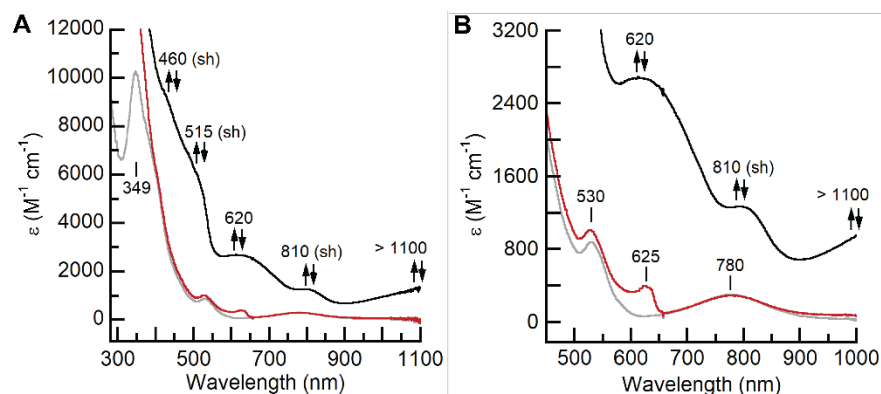 A
12000
10000
8000
6000
4000
2000
0
ε (M⁻¹ cm⁻¹)
460 (sh)
515 (sh)
349
620
810 (sh)
> 1100
300 500 700 900 1100
Wavelength (nm)
B
3200
2400
1600
800
0
ε (M⁻¹ cm⁻¹)
620
810 (sh)
> 1100
530
625
780
500 600 700 800 900 1000
Wavelength (nm)